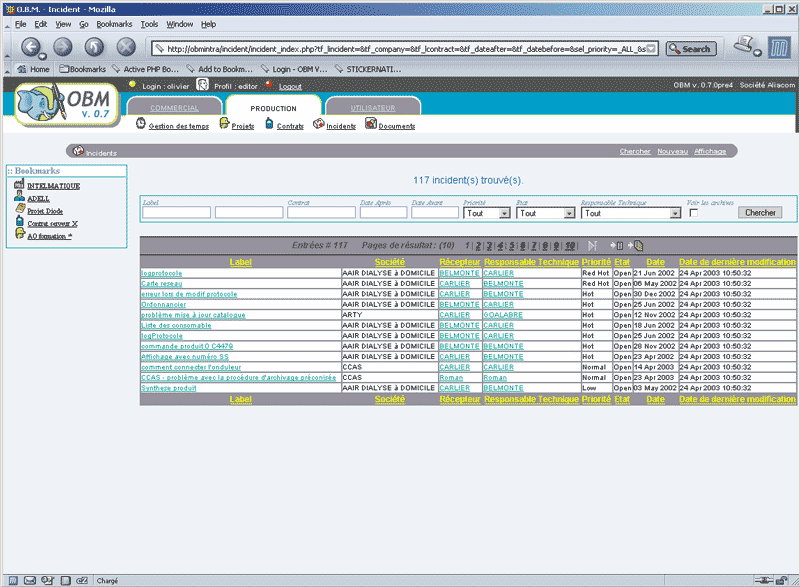 O.B.M. - Incident - Mozilla
File Edit View Go Bookmarks Tools Window Help
http://obmintra/incident/incident_index.php?tf_lincident=&tf_company=&tf_lcontract=&tf_dateafter=&tf_datebefore=&sel_priority=_ALL_&s Search
Home Bookmarks Active PHP Bo... Add to Bookm... Login - OBM V... STICKERNATI...
Login : olivier Profil : editor Logout OBM v. 0.7.0pre4 Société Aliacom
OBM
v. 0.7
COMMERCIAL PRODUCTION UTILISATEUR
Gestion des temps Projets Contrats Incidents Documents
Incidents Chercher Nouveau Affichage
:: Bookmarks
INTELMATIQUE
ADELL
Projet Diode
Contrat serveur X
AO formation *
117 incident(s) trouvé(s).
Label Contrat Date Après Date Avant Priorité Etat Responsable Technique Voir les archives
Tout Tout Tout Chercher
Entrées # 117 Pages de résultat : (10) 1 | 2 | 3 | 4 | 5 | 6 | 7 | 8 | 9 | 10 |
Label Société Récepteur Responsable Technique Priorité Etat Date Date de dernière modification
logprotocole AAIR DIALYSE à DOMICILE BELMONTE CARLIER Red Hot Open 21 Jun 2002 24 Apr 2003 10:50:32
Carte reseau AAIR DIALYSE à DOMICILE CARLIER BELMONTE Red Hot Open 06 May 2002 24 Apr 2003 10:50:32
erreur lors de modif protocole AAIR DIALYSE à DOMICILE BELMONTE CARLIER Hot Open 30 Dec 2002 24 Apr 2003 10:50:32
Ordonnancier AAIR DIALYSE à DOMICILE BELMONTE CARLIER Hot Open 25 Jun 2002 24 Apr 2003 10:50:32
problème mise à jour catalogue ARTY CARLIER GOALABRE Hot Open 12 Nov 2002 24 Apr 2003 10:50:32
Liste des consomable AAIR DIALYSE à DOMICILE CARLIER BELMONTE Hot Open 18 Jun 2002 24 Apr 2003 10:50:32
logProtocole AAIR DIALYSE à DOMICILE BELMONTE CARLIER Hot Open 25 Jun 2002 24 Apr 2003 10:50:32
commande produit 0 C4479 AAIR DIALYSE à DOMICILE CARLIER BELMONTE Hot Open 28 Nov 2002 24 Apr 2003 10:50:32
Affichage avec numéro SS AAIR DIALYSE à DOMICILE CARLIER BELMONTE Hot Open 23 Apr 2002 24 Apr 2003 10:50:32
comment connecter l'onduleur CCAS CARLIER CARLIER Normal Open 14 Apr 2003 24 Apr 2003 10:50:32
CCAS - problème avec la procédure d'archivage préconisée CCAS Roman Roman Normal Open 23 Apr 2003 24 Apr 2003 10:50:32
Synthese produit AAIR DIALYSE à DOMICILE CARLIER BELMONTE Low Open 03 May 2002 24 Apr 2003 10:50:32
Label Société Récepteur Responsable Technique Priorité Etat Date Date de dernière modification
Chargé